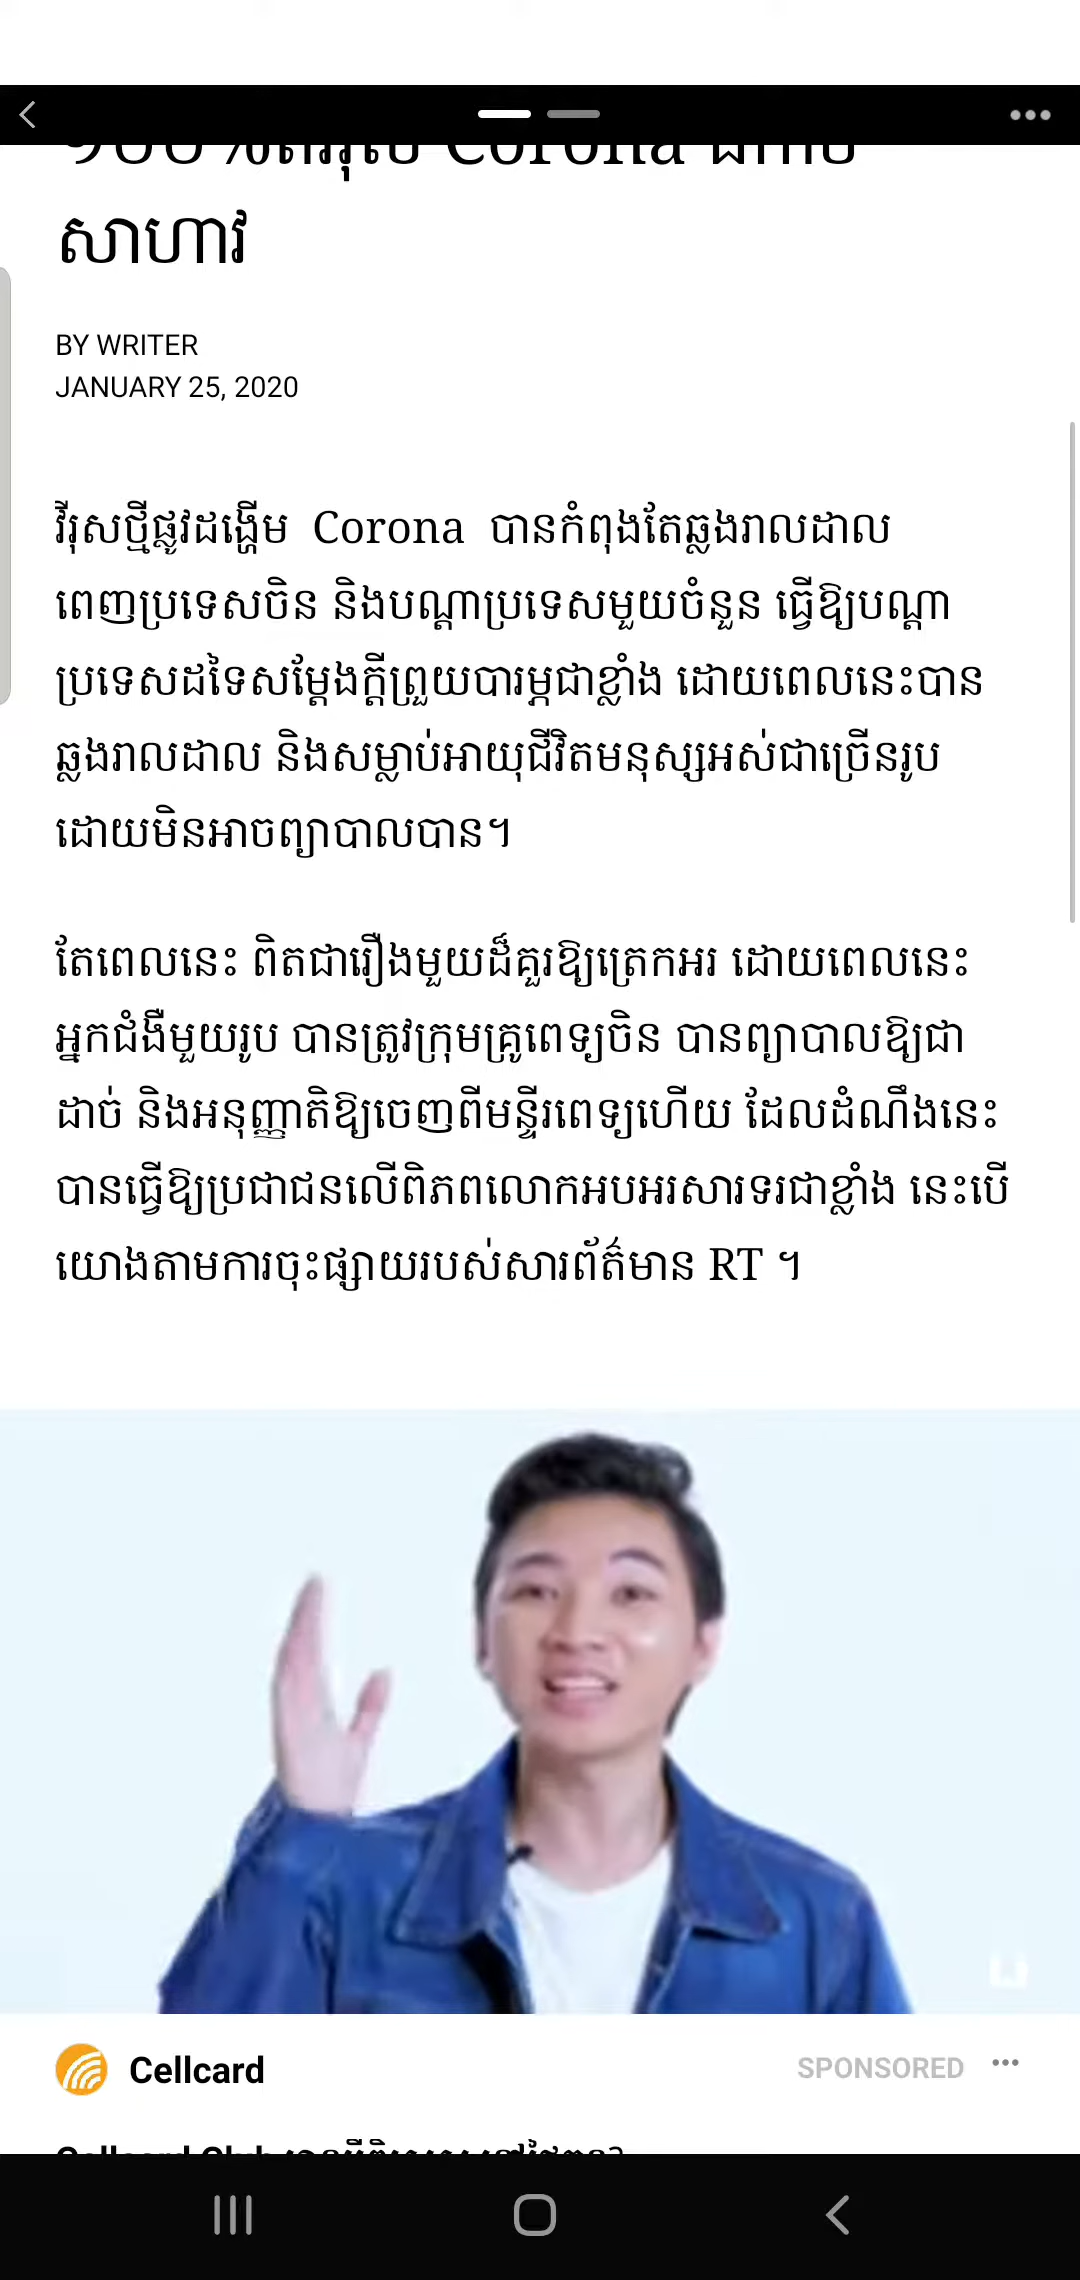 ១០០%ពីវីរុស Corona ដ៏កាច
សាហាវ
BY WRITER
JANUARY 25, 2020
វីរុសថ្មីផ្លូវដង្ហើម Corona បានកំពុងតែឆ្លងរាលដាល
ពេញប្រទេសចិន និងបណ្ដាប្រទេសមួយចំនួន ធ្វើឱ្យបណ្ដា
ប្រទេសដទៃសម្ដែងក្ដីព្រួយបារម្ភជាខ្លាំង ដោយពេលនេះបាន
ឆ្លងរាលដាល និងសម្លាប់អាយុជីវិតមនុស្សអស់ជាច្រើនរូប
ដោយមិនអាចព្យាបាលបាន។
តែពេលនេះ ពិតជារឿងមួយដ៏គួរឱ្យត្រេកអរ ដោយពេលនេះ
អ្នកជំងឺមួយរូប បានត្រូវក្រុមគ្រូពេទ្យចិន បានព្យាបាលឱ្យជា
ដាច់ និងអនុញ្ញាតិឱ្យចេញពីមន្ទីរពេទ្យហើយ ដែលដំណឹងនេះ
បានធ្វើឱ្យប្រជាជនលើពិភពលោកអបអរសារទរជាខ្លាំង នេះបើ
យោងតាមការចុះផ្សាយរបស់សារព័ត៌មាន RT ។
Cellcard
SPONSORED
Cellcard Club